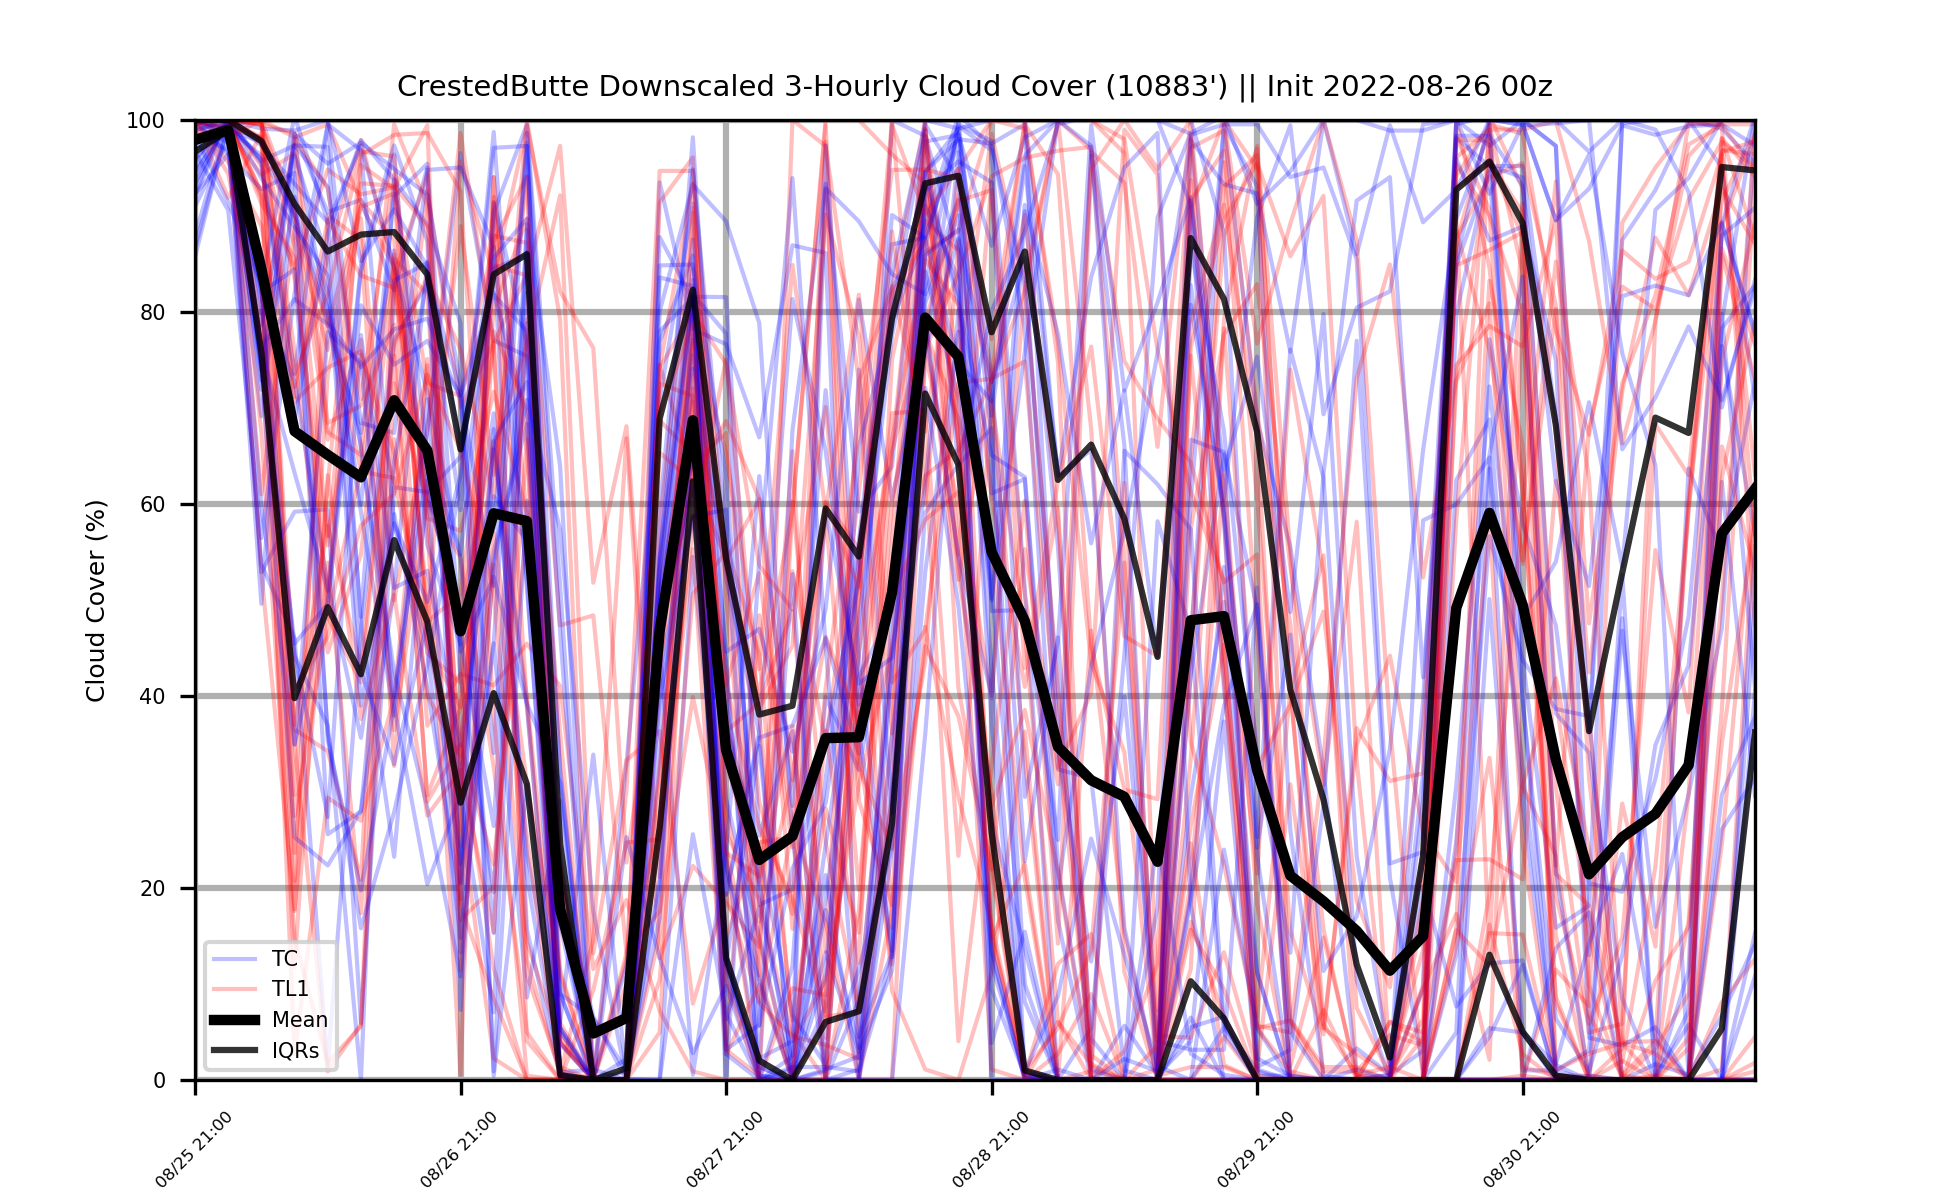 CrestedButte Downscaled 3-Hourly Cloud Cover (10883') || Init 2022-08-26 00z
Cloud Cover (%)
100
80
60
40
20
0
TC
TL1
Mean
IQRs
08/25 21:00
08/26 21:00
08/27 21:00
08/28 21:00
08/29 21:00
08/30 21:00